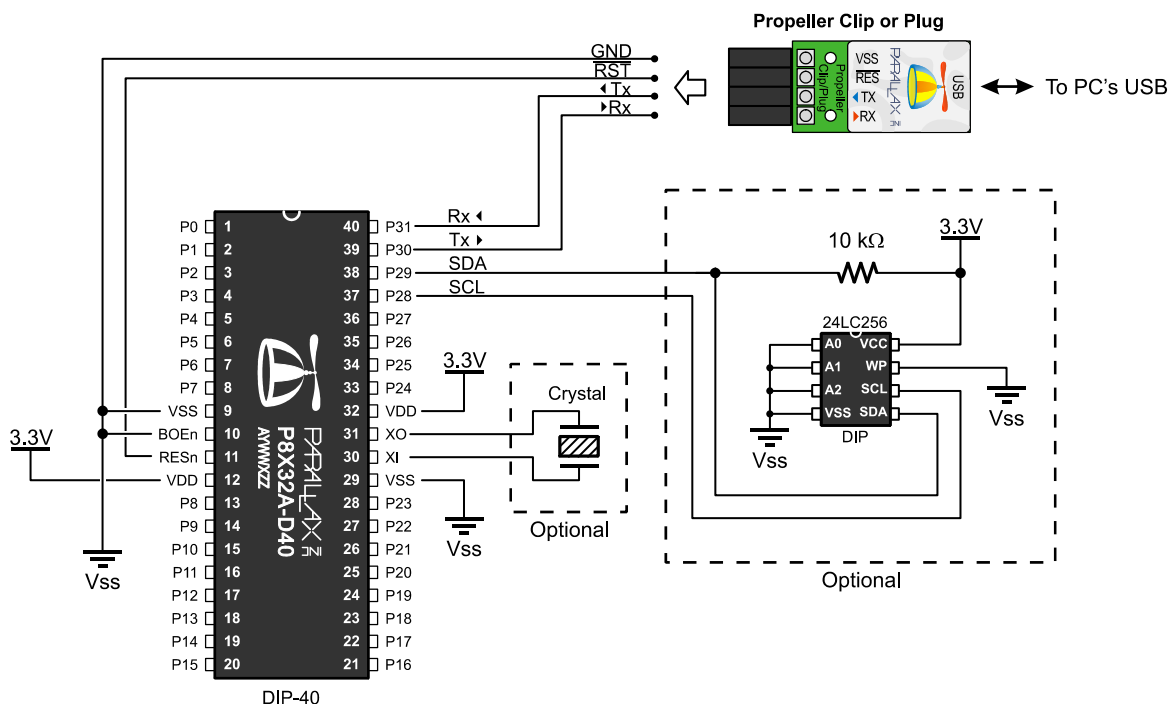 Propeller Clip or Plug
GND
RST
Tx
Rx
VSS
RES
TX
RX
Propeller
Clip/Plug
PARALLAX INC
USB
To PC's USB
P0 1 40 P31 Rx
P1 2 39 P30 Tx
P2 3 38 P29 SDA
P3 4 37 P28 SCL
P4 5 36 P27
P5 6 35 P26
P6 7 34 P25
P7 8 33 P24
VSS 9 32 VDD 3.3V
BOEn 10 31 XO
RESn 11 30 XI
3.3V VDD 12 29 VSS
P8 13 28 P23
P9 14 27 P22
P10 15 26 P21
P11 16 25 P20
P12 17 24 P19
P13 18 23 P18
P14 19 22 P17
P15 20 21 P16
PARALLAX INC
P8X32A-D40
AYWWXZZ
DIP-40
Vss
Vss
Crystal
Optional
10 kΩ
3.3V
24LC256
A0 VCC
A1 WP
A2 SCL
VSS SDA
DIP
Vss
Vss
Optional